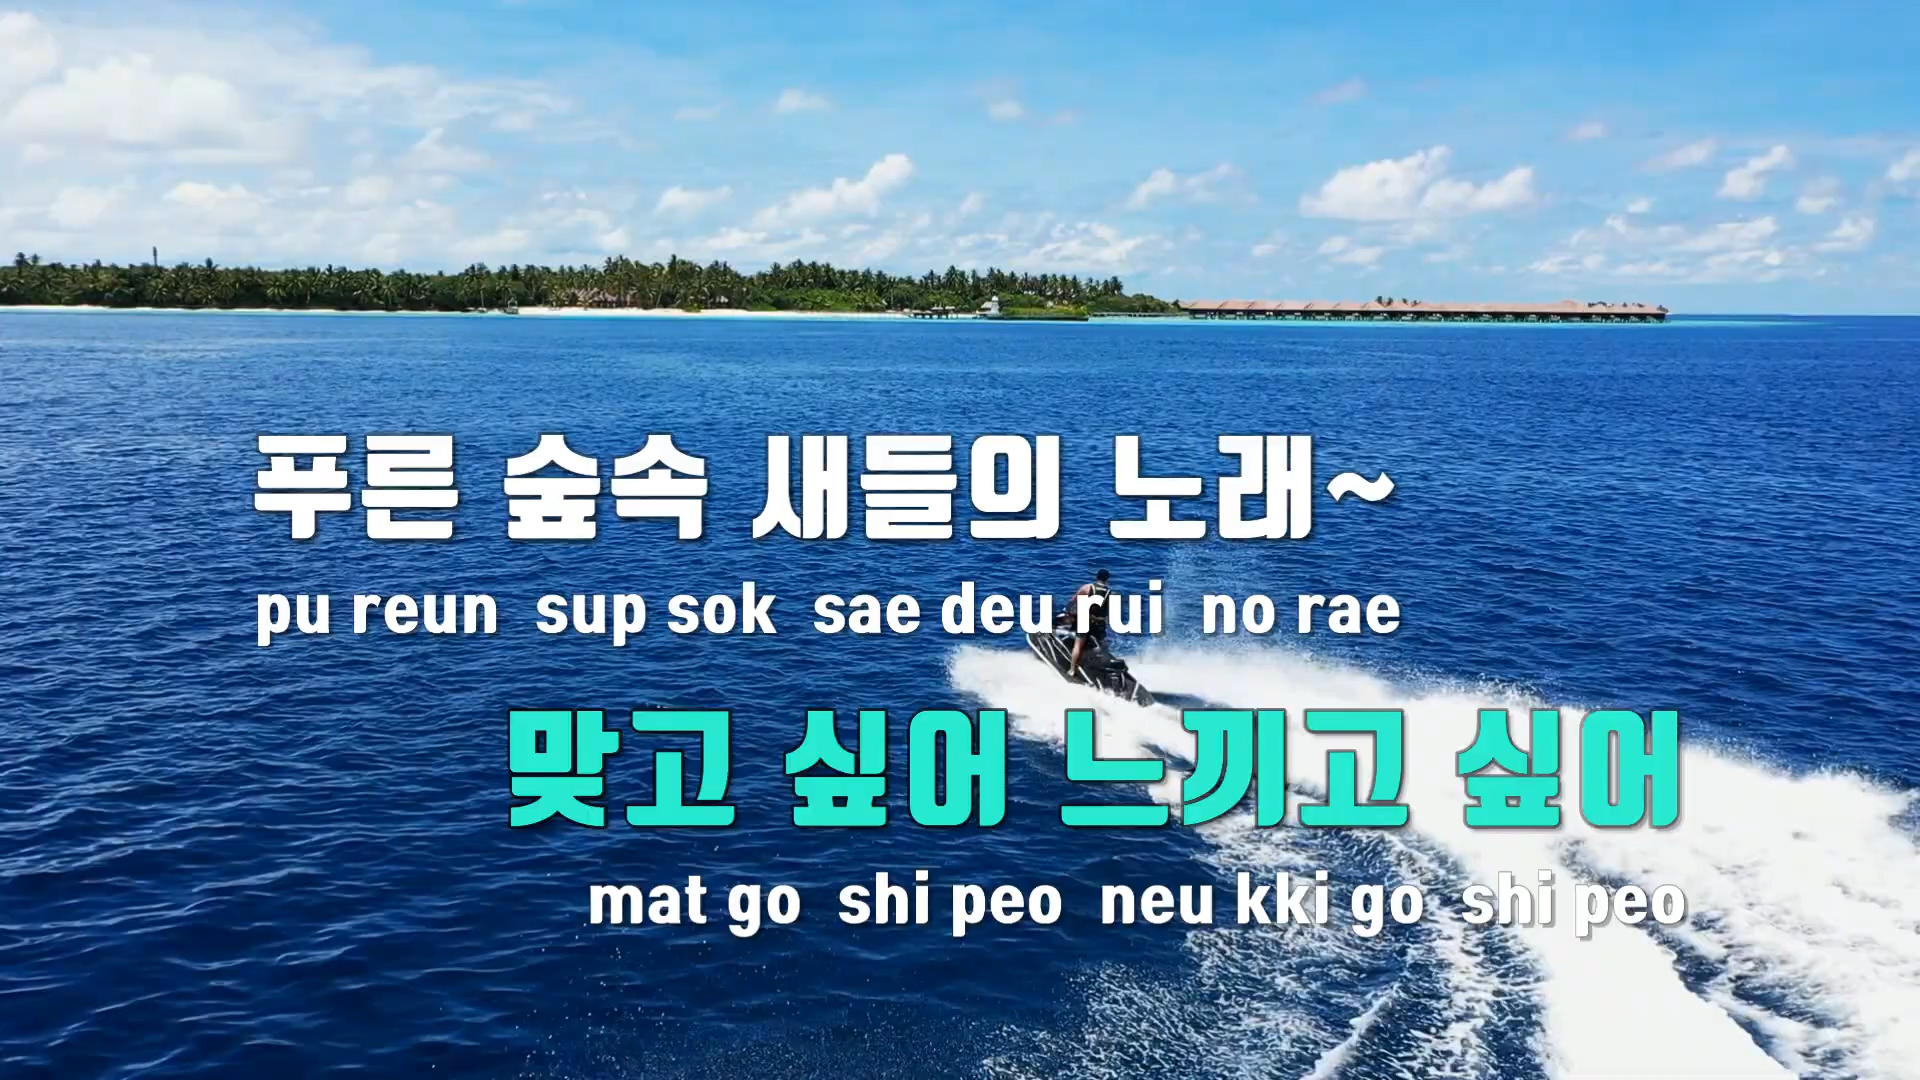 푸른 숲속 새들의 노래~
pu reun sup sok sae deu rui no rae
맞고 싶어 느끼고 싶어
mat go shi peo neu kki go shi peo